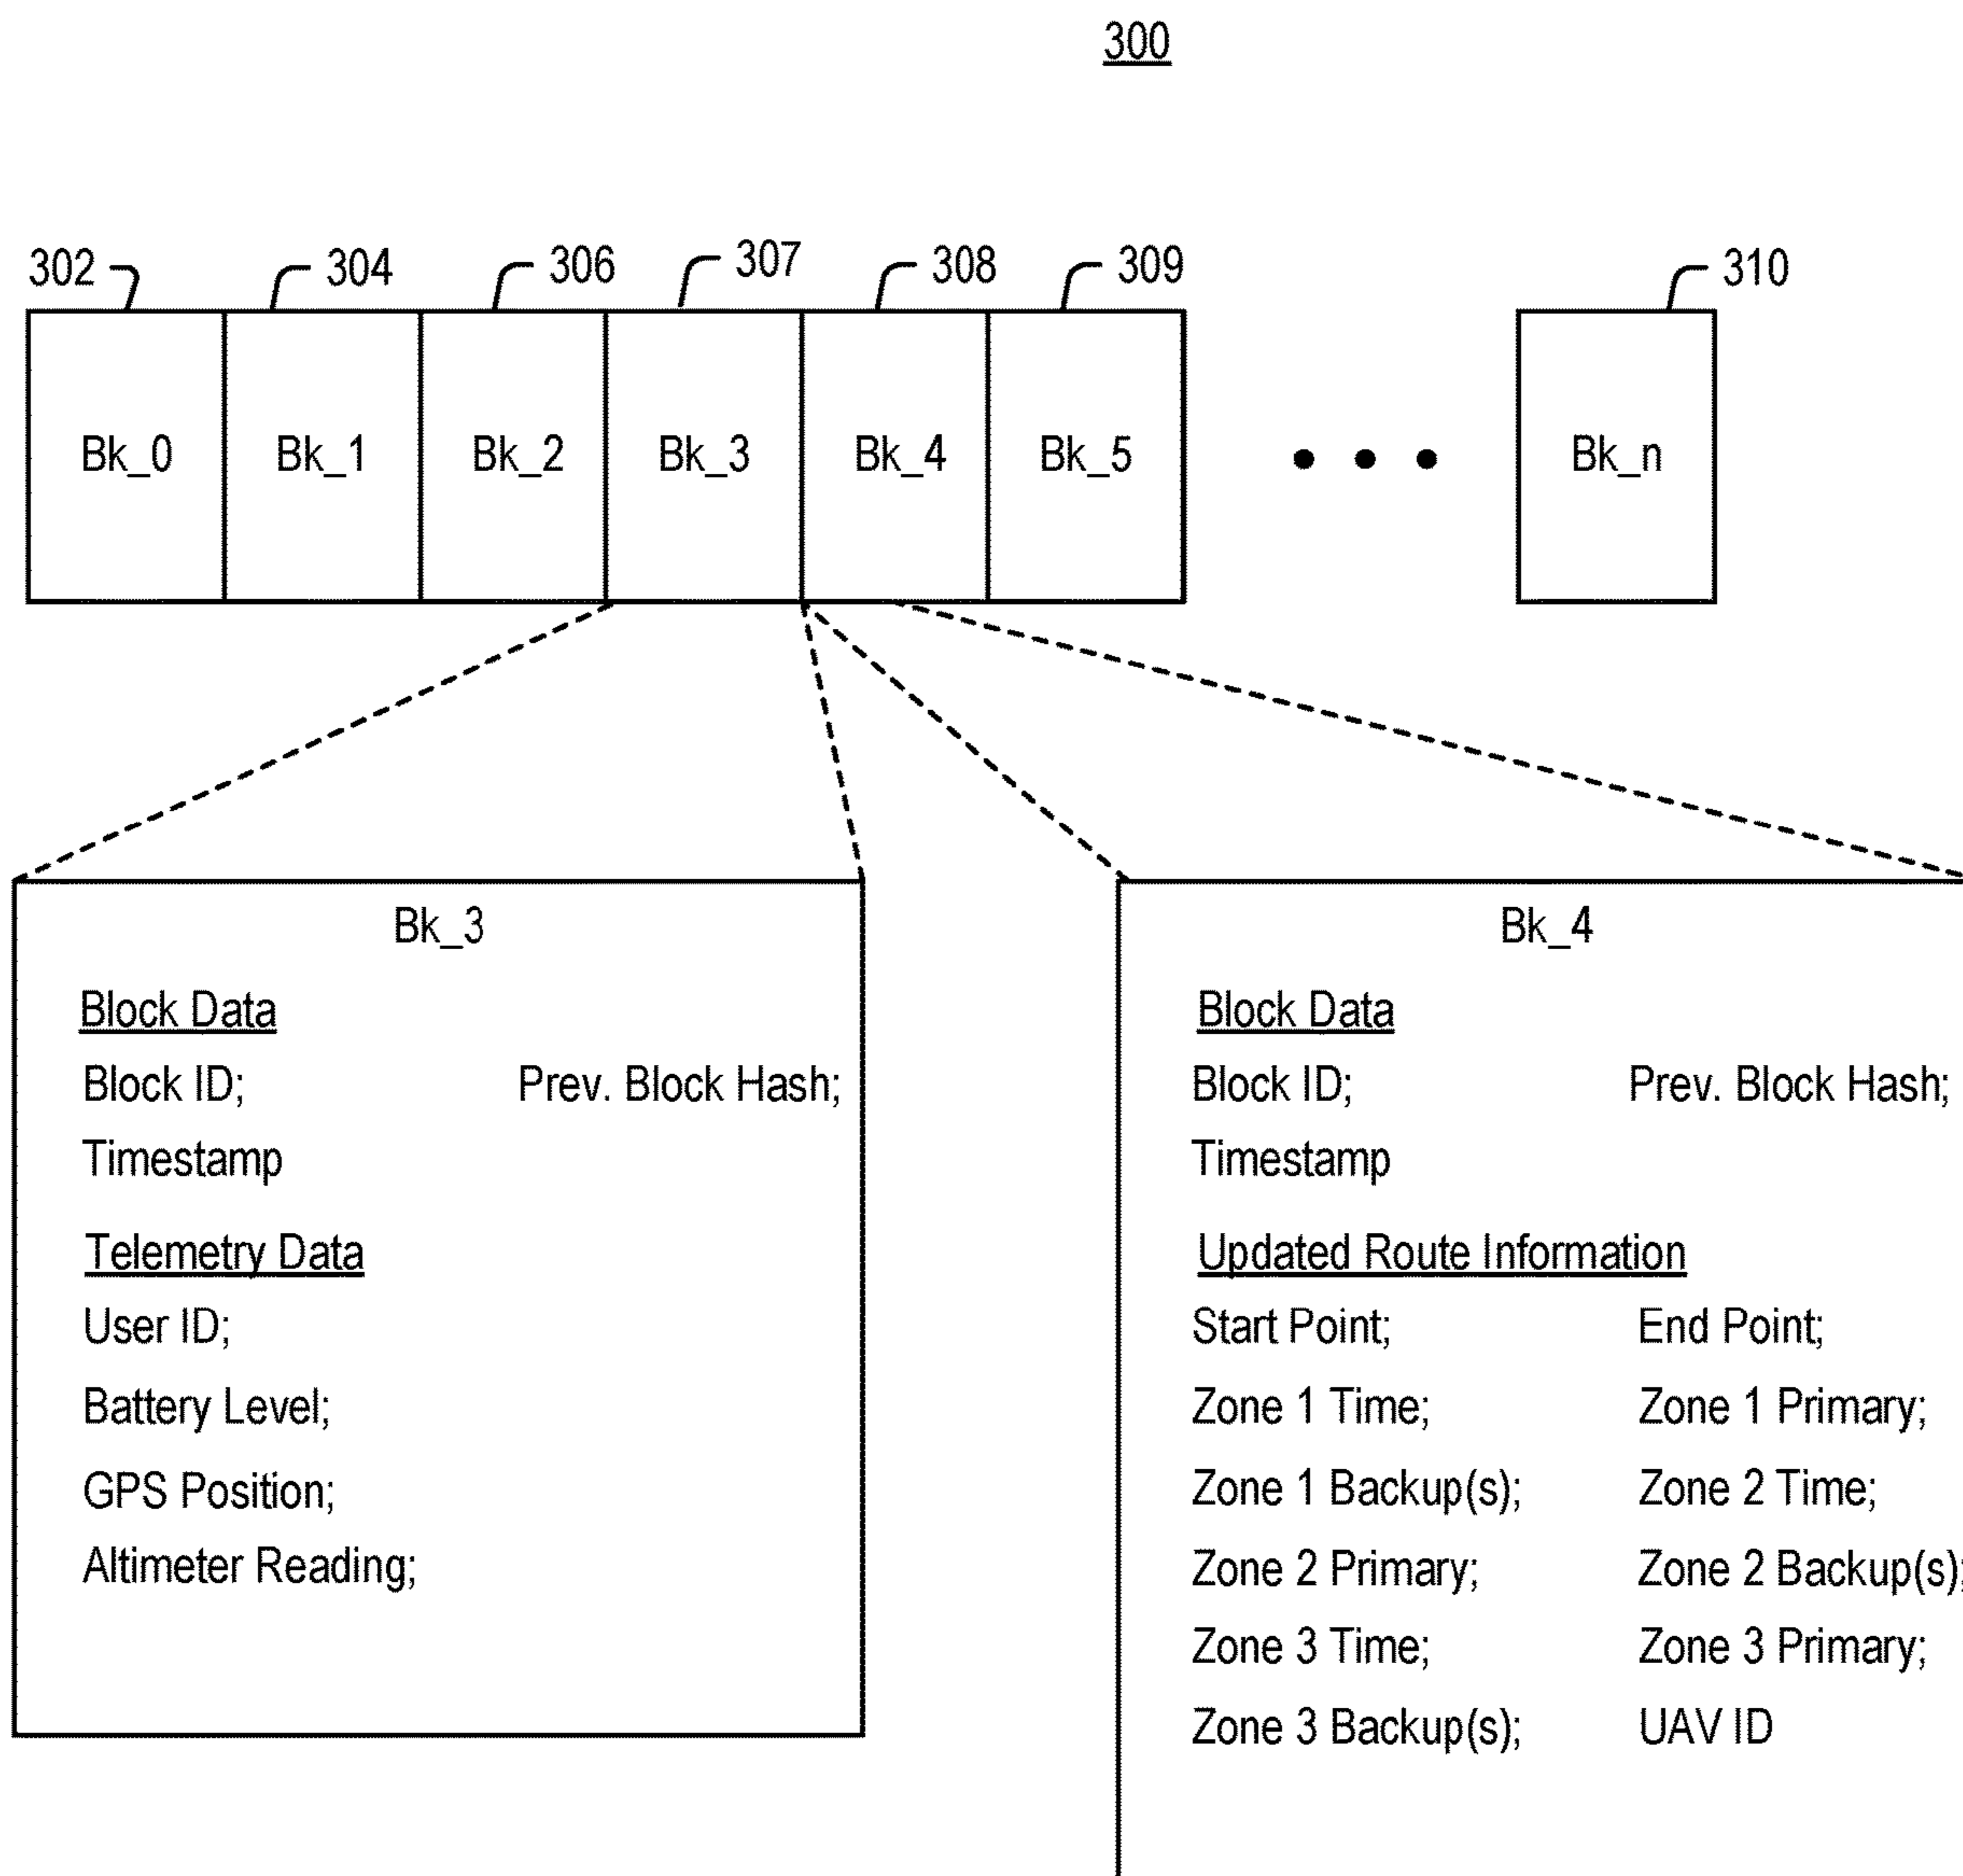 300
302 304 306 307 308 309 310
Bk_0 Bk_1 Bk_2 Bk_3 Bk_4 Bk_5 Bk_n
Bk_3
Block Data
Block ID; Prev. Block Hash;
Timestamp
Telemetry Data
User ID;
Battery Level;
GPS Position;
Altimeter Reading;
Bk_4
Block Data
Block ID; Prev. Block Hash;
Timestamp
Updated Route Information
Start Point; End Point;
Zone 1 Time; Zone 1 Primary;
Zone 1 Backup(s); Zone 2 Time;
Zone 2 Primary; Zone 2 Backup(s);
Zone 3 Time; Zone 3 Primary;
Zone 3 Backup(s); UAV ID